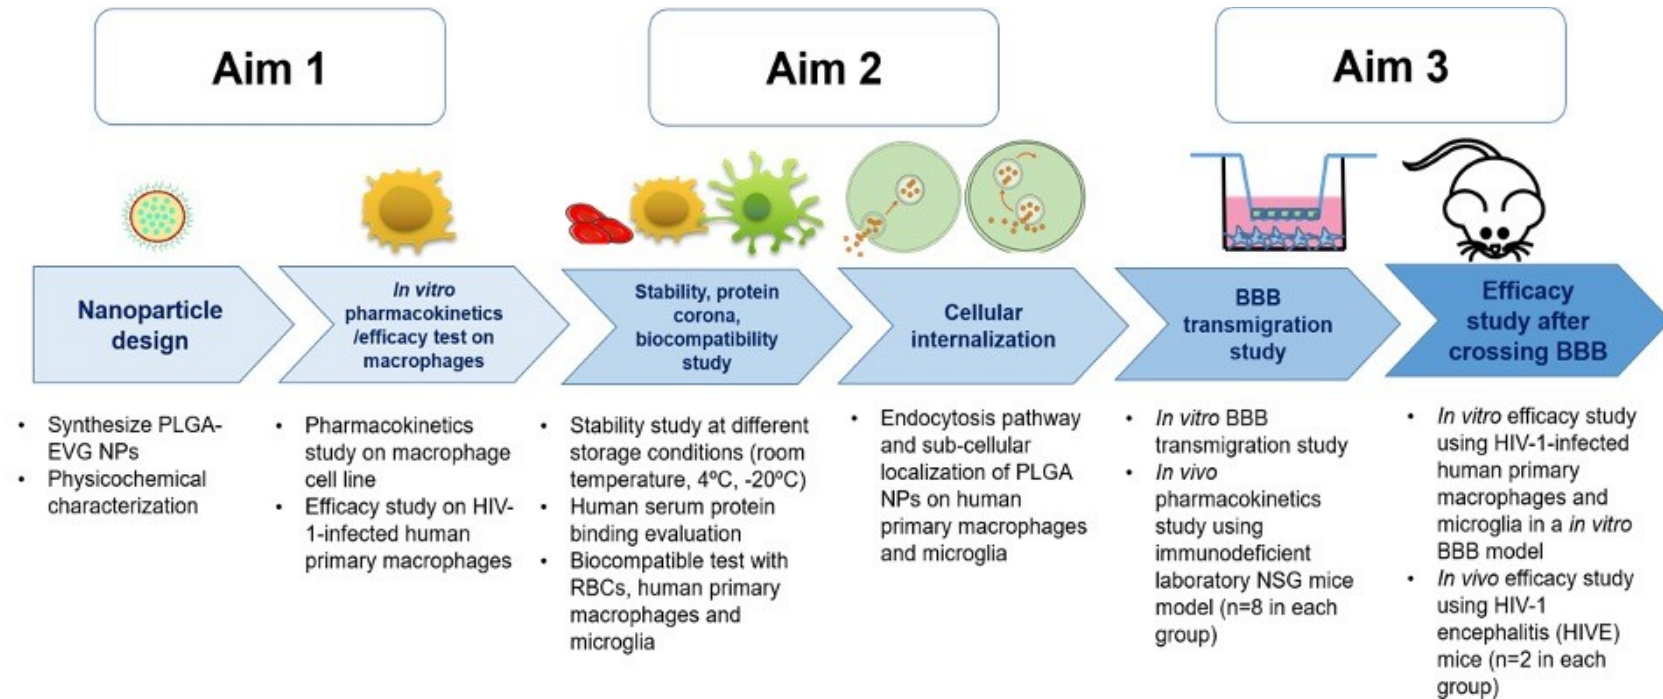 Aim 1
Aim 2
Aim 3
Nanoparticle
design
In vitro
pharmacokinetics
/efficacy test on
macrophages
Stability, protein
corona,
biocompatibility
study
Cellular
internalization
BBB
transmigration
study
Efficacy
study after
crossing BBB
• Synthesize PLGA-
EVG NPs
• Physicochemical
characterization
• Pharmacokinetics
study on macrophage
cell line
• Efficacy study on HIV-
1-infected human
primary macrophages
• Stability study at different
storage conditions (room
temperature, 4ºC, -20ºC)
• Human serum protein
binding evaluation
• Biocompatible test with
RBCs, human primary
macrophages and
microglia
• Endocytosis pathway
and sub-cellular
localization of PLGA
NPs on human
primary macrophages
and microglia
• In vitro BBB
transmigration study
• In vivo
pharmacokinetics
study using
immunodeficient
laboratory NSG mice
model (n=8 in each
group)
• In vitro efficacy study
using HIV-1-infected
human primary
macrophages and
microglia in a in vitro
BBB model
• In vivo efficacy study
using HIV-1
encephalitis (HIVE)
mice (n=2 in each
group)